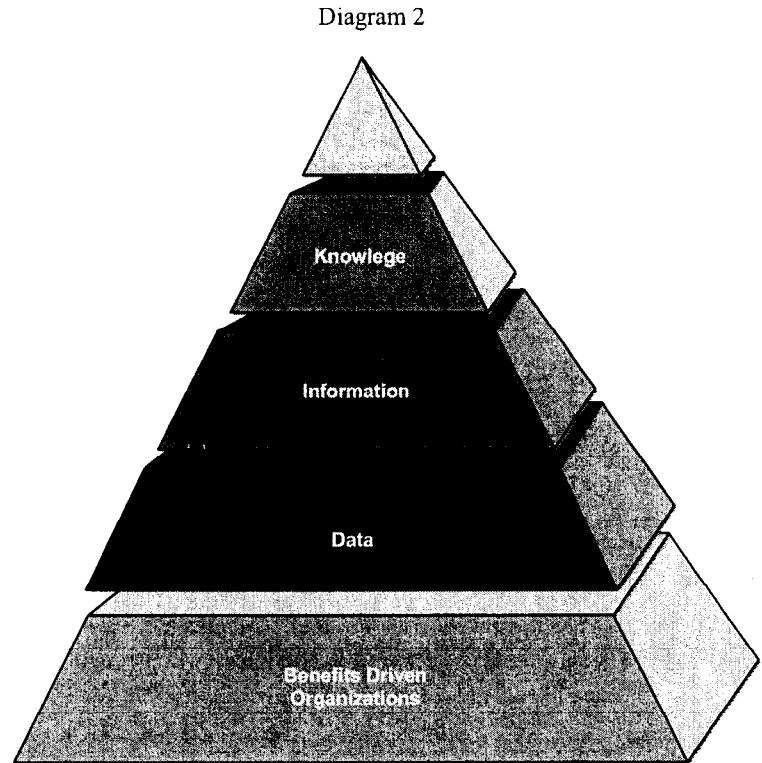 Diagram 2
Knowlege
Information
Data
Benefits Driven
Organizations